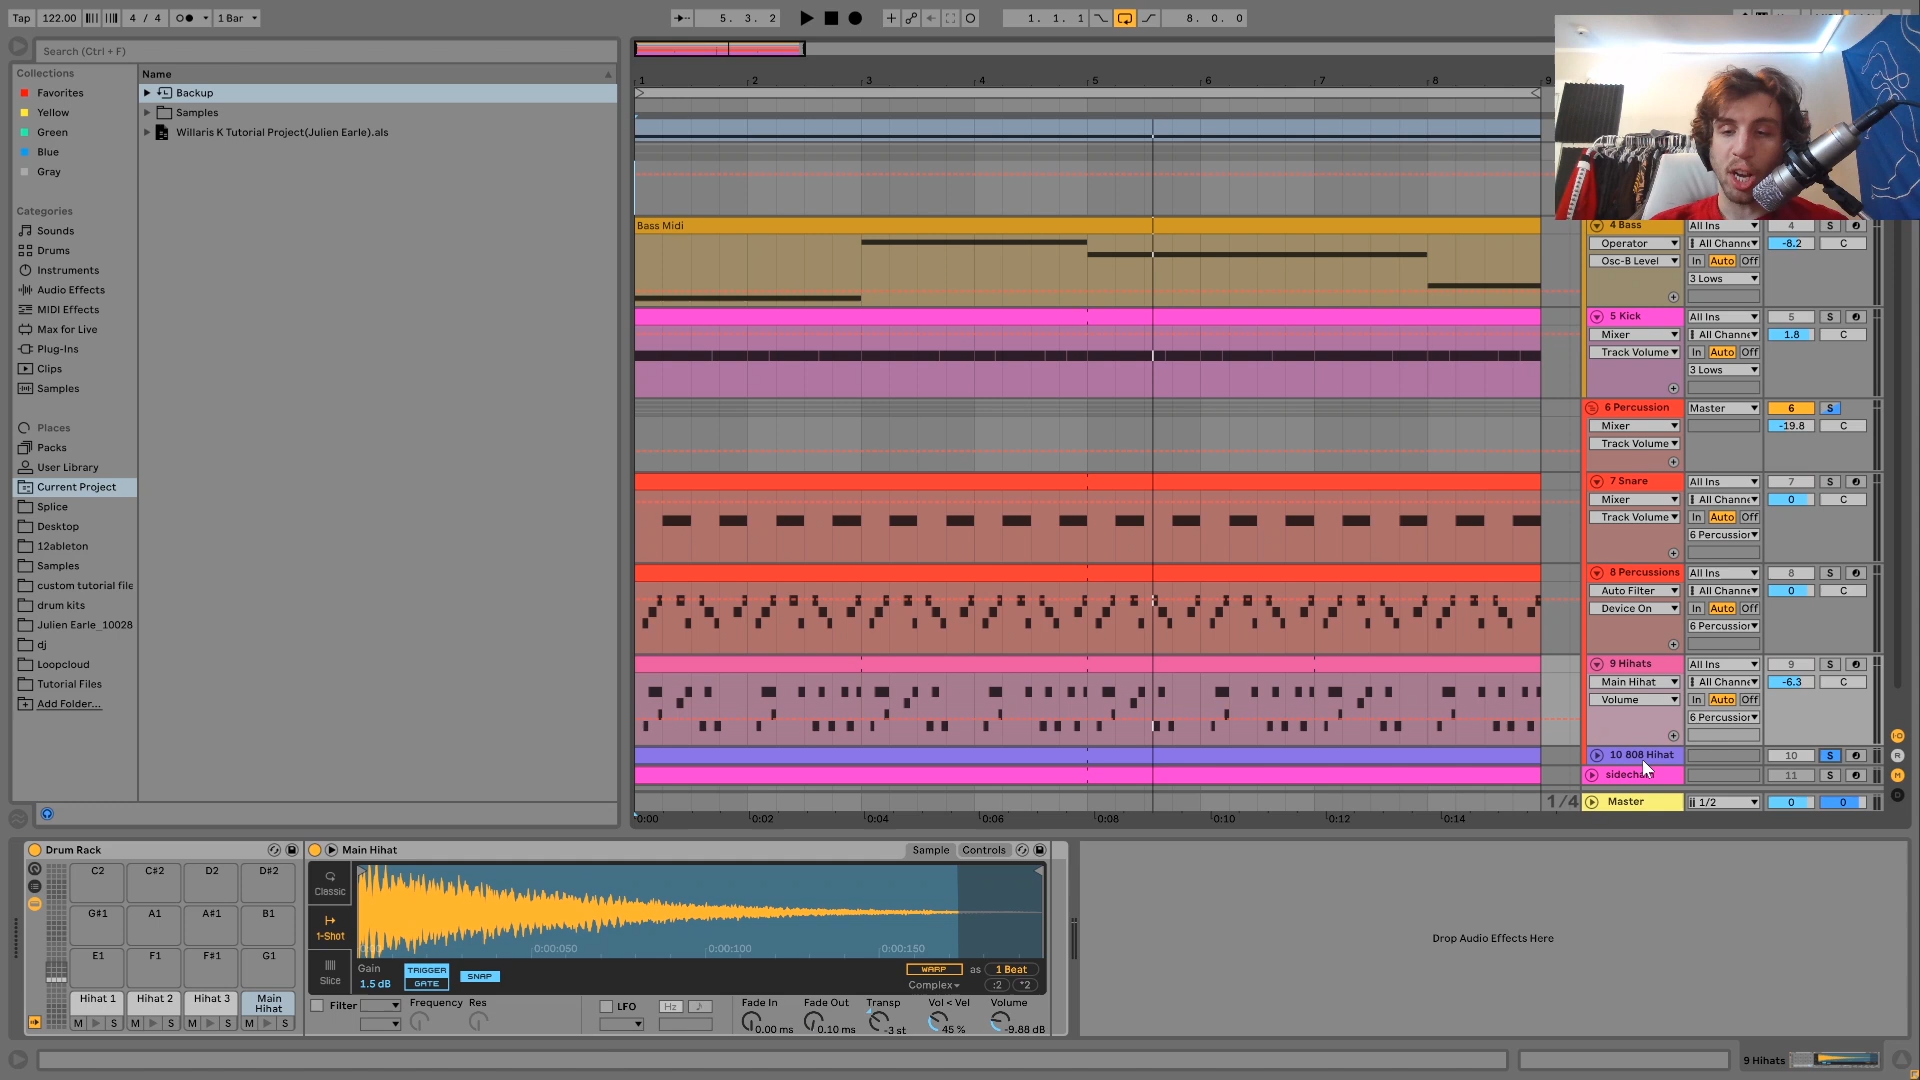 Tap 122.00 4 / 4 1 Bar
5. 3. 2
1. 1. 1
8. 0. 0
Search (Ctrl + F)
Collections
Favorites
Yellow
Green
Blue
Gray
Categories
Sounds
Drums
Instruments
Audio Effects
MIDI Effects
Max for Live
Plug-Ins
Clips
Samples
Places
Packs
User Library
Current Project
Splice
Desktop
12ableton
Samples
custom tutorial file
drum kits
Julien Earle_10028
dj
Loopcloud
Tutorial Files
Add Folder...
Name
Backup
Samples
Willaris K Tutorial Project(Julien Earle).als
1 2 3 4 5 6 7 8 9
Bass Midi
4 Bass All Ins 4 S
Operator All Channe -8.2 C
Osc-B Level In Auto Off
3 Lows
5 Kick All Ins 5 S
Mixer All Channe 1.8 C
Track Volume In Auto Off
3 Lows
6 Percussion Master 6 S
Mixer -19.8 C
Track Volume
7 Snare All Ins 7 S
Mixer All Channe 0 C
Track Volume In Auto Off
6 Percussior
8 Percussions All Ins 8 S
Auto Filter All Channe 0 C
Device On In Auto Off
6 Percussior
9 Hihats All Ins 9 S
Main Hihat All Channe -6.3 C
Volume In Auto Off
6 Percussior
10 808 Hihat 10 S
11 S
1/4 Master 1/2 0 0
0:00 0:02 0:04 0:06 0:08 0:10 0:12 0:14
I-O
R
M
D
Drum Rack
C2 C#2 D2 D#2
G#1 A1 A#1 B1
E1 F1 F#1 G1
Hihat 1 Hihat 2 Hihat 3 Main Hihat
M S M S M S M S
Main Hihat Sample Controls
Classic
1-Shot
Slice
0:00:050 0:00:100 0:00:150
Gain
1.5 dB
TRIGGER
GATE
SNAP
WARP as 1 Beat
Complex :2 *2
Filter Frequency Res
LFO Hz
Fade In Fade Out Transp Vol < Vel Volume
0.00 ms 0.10 ms -3 st 45 % -9.88 dB
Drop Audio Effects Here
9 Hihats